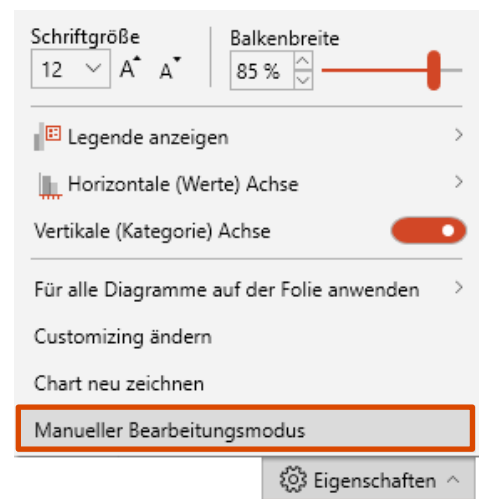 Schriftgröße
Balkenbreite
12 A A 85 %
Legende anzeigen
Horizontale (Werte) Achse
Vertikale (Kategorie) Achse
Für alle Diagramme auf der Folie anwenden
Customizing ändern
Chart neu zeichnen
Manueller Bearbeitungsmodus
Eigenschaften